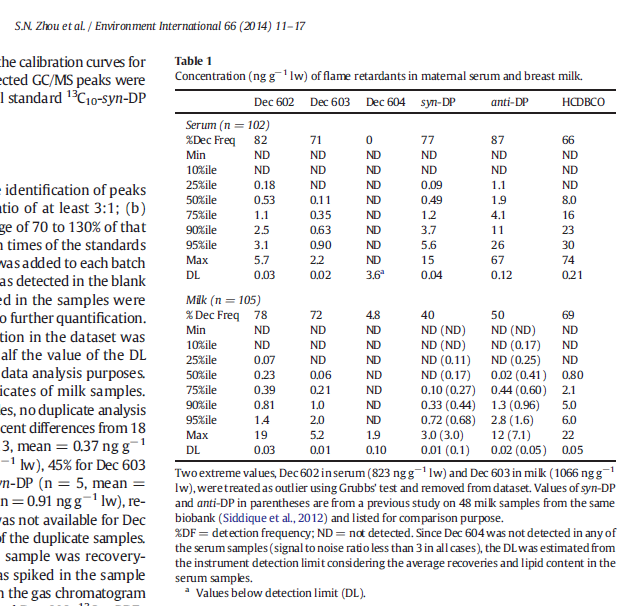 S.N. Zhou et al. / Environment International 66 (2014) 11–17
the calibration curves for
ected GC/MS peaks were
l standard ¹³C₁₀-syn-DP
e identification of peaks
atio of at least 3:1; (b)
ge of 70 to 130% of that
n times of the standards
was added to each batch
as detected in the blank
ed in the samples were
o further quantification.
tion in the dataset was
alf the value of the DL
data analysis purposes.
icates of milk samples.
es, no duplicate analysis
cent differences from 18
3, mean = 0.37 ng g⁻¹
⁻¹ lw), 45% for Dec 603
yn-DP (n = 5, mean =
n = 0.91 ng g⁻¹ lw), re-
vas not available for Dec
of the duplicate samples.
sample was recovery-
as spiked in the sample
n the gas chromatogram
Table 1
Concentration (ng g⁻¹ lw) of flame retardants in maternal serum and breast milk.
Dec 602 Dec 603 Dec 604 syn-DP anti-DP HCDBCO
Serum (n = 102)
%Dec Freq 82 71 0 77 87 66
Min ND ND ND ND ND ND
10%ile ND ND ND ND ND ND
25%ile 0.18 ND ND 0.09 1.1 ND
50%ile 0.53 0.11 ND 0.49 1.9 8.0
75%ile 1.1 0.35 ND 1.2 4.1 16
90%ile 2.5 0.63 ND 3.7 11 23
95%ile 3.1 0.90 ND 5.6 26 30
Max 5.7 2.2 ND 15 67 74
DL 0.03 0.02 3.6ᵃ 0.04 0.12 0.21
Milk (n = 105)
% Dec Freq 78 72 4.8 40 50 69
Min ND ND ND ND (ND) ND (ND) ND
10%ile ND ND ND ND (ND) ND (0.17) ND
25%ile 0.07 ND ND ND (0.11) ND (0.25) ND
50%ile 0.23 0.06 ND ND (0.17) 0.02 (0.41) 0.80
75%ile 0.39 0.21 ND 0.10 (0.27) 0.44 (0.60) 2.1
90%ile 0.81 1.0 ND 0.33 (0.44) 1.3 (0.96) 5.0
95%ile 1.4 2.0 ND 0.72 (0.68) 2.8 (1.6) 6.0
Max 19 5.2 1.9 3.0 (3.0) 12 (7.1) 22
DL 0.03 0.01 0.10 0.01 (0.1) 0.02 (0.05) 0.05
Two extreme values, Dec 602 in serum (823 ng g⁻¹ lw) and Dec 603 in milk (1066 ng g⁻¹
lw), were treated as outlier using Grubbs' test and removed from dataset. Values of syn-DP
and anti-DP in parentheses are from a previous study on 48 milk samples from the same
biobank (Siddique et al., 2012) and listed for comparison purpose.
%DF = detection frequency; ND = not detected. Since Dec 604 was not detected in any of
the serum samples (signal to noise ratio less than 3 in all cases), the DL was estimated from
the instrument detection limit considering the average recoveries and lipid content in the
serum samples.
ᵃ Values below detection limit (DL).